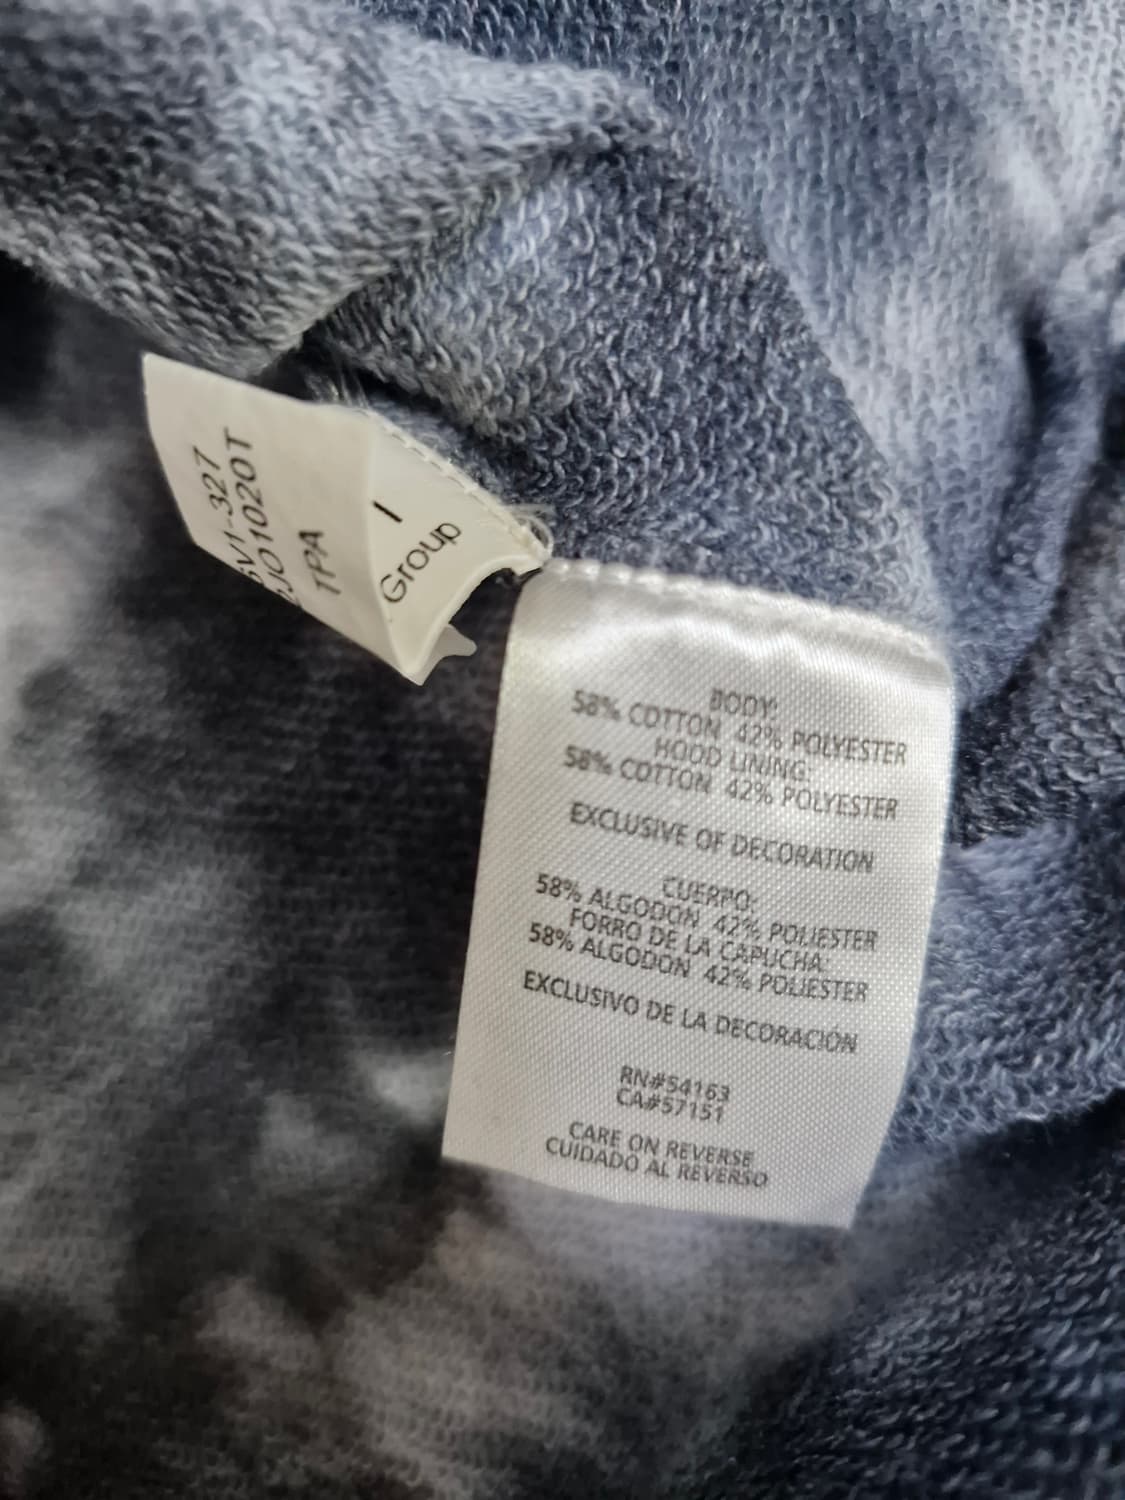 1020T
TPA
I
Group
BODY:
58% COTTON 42% POLYESTER
HOOD LINING:
58% COTTON 42% POLYESTER
EXCLUSIVE OF DECORATION
CUERPO:
58% ALGODON 42% POLIESTER
FORRO DE LA CAPUCHA:
58% ALGODON 42% POLIESTER
EXCLUSIVO DE LA DECORACIÓN
RN#54163
CA#57151
CARE ON REVERSE
CUIDADO AL REVERSO